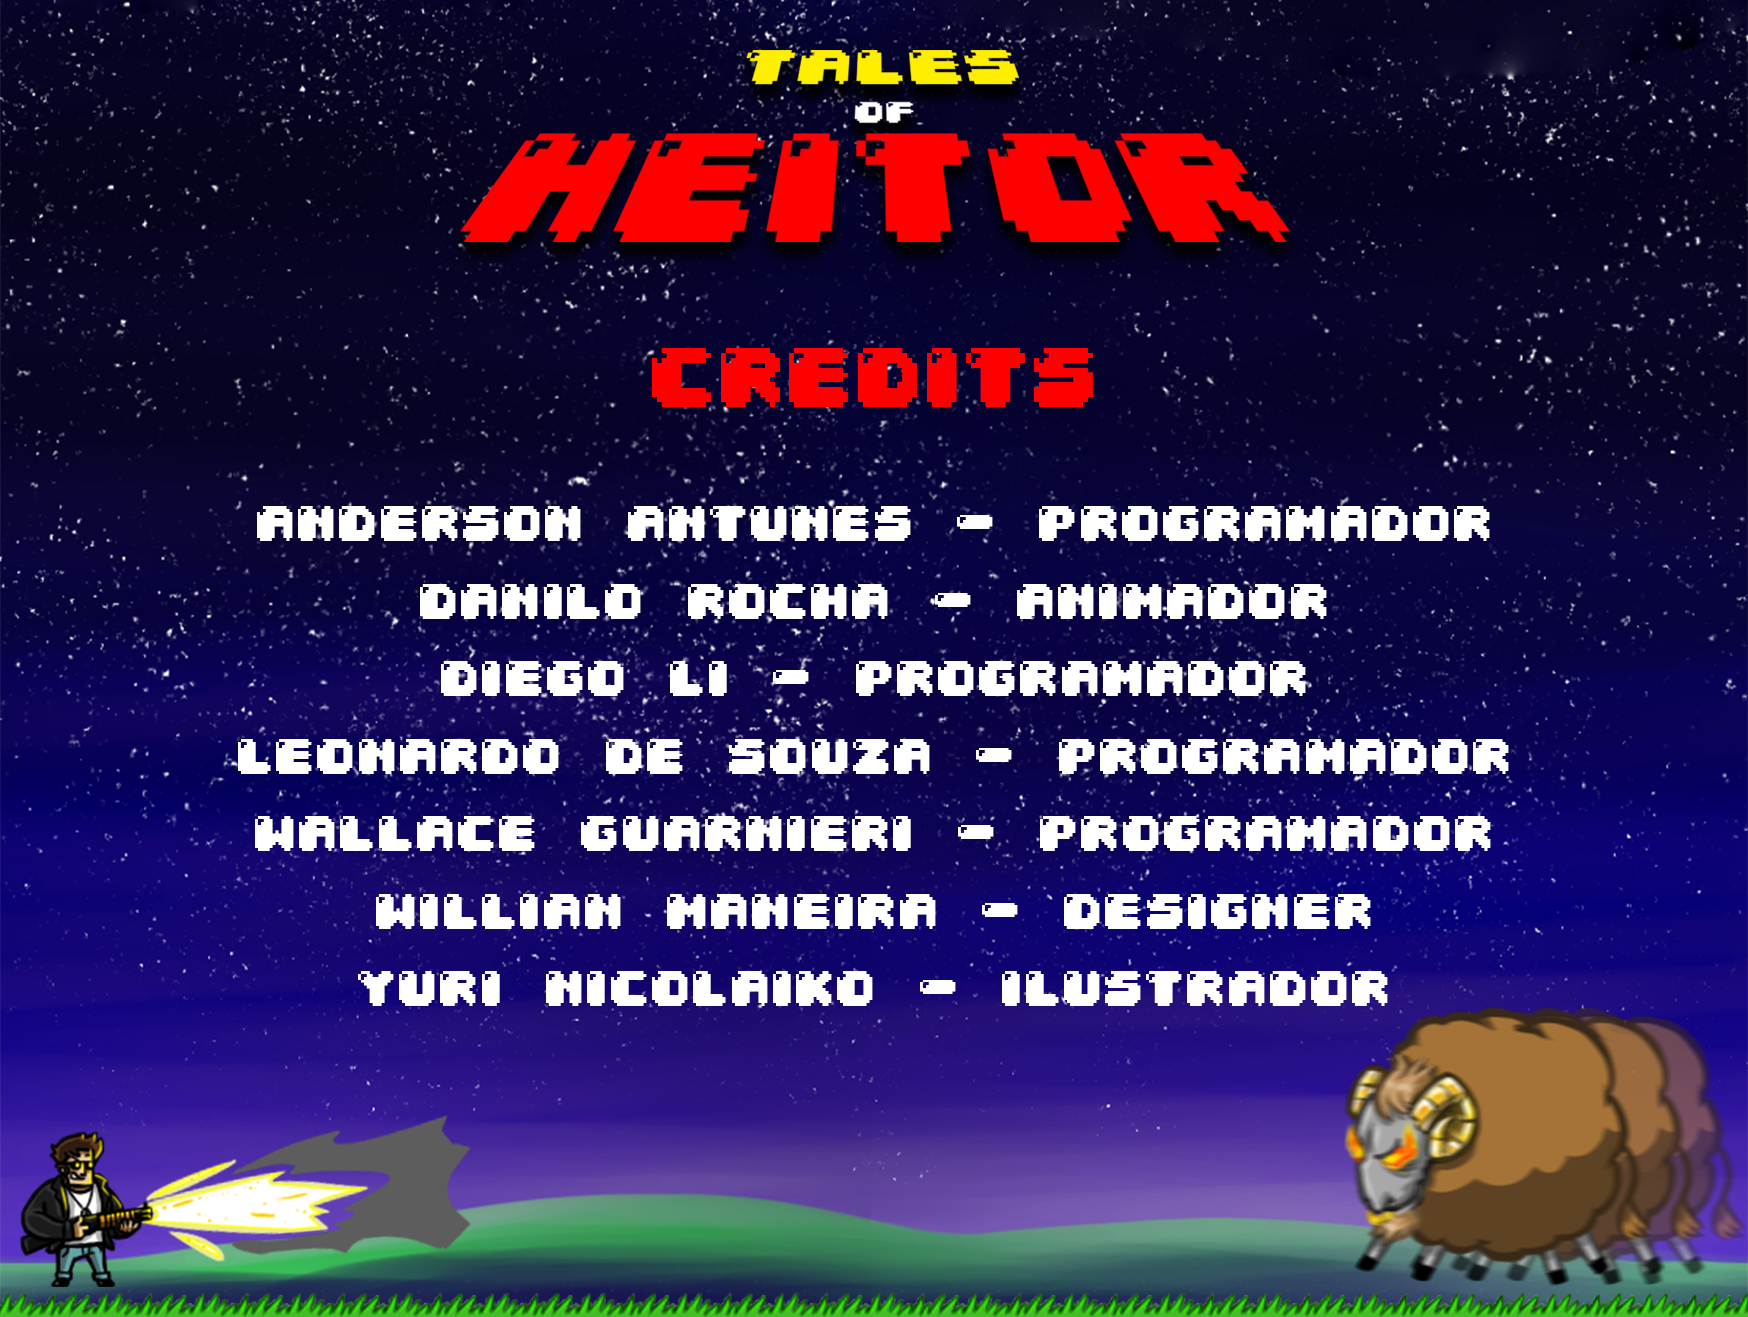 TALES
OF
HEITOR
CREDITS
ANDERSON ANTUNES - PROGRAMADOR
DANILO ROCHA - ANIMADOR
DIEGO LI - PROGRAMADOR
LEONARDO DE SOUZA - PROGRAMADOR
WALLACE GUARNIERI - PROGRAMADOR
WILLIAN MANEIRA - DESIGNER
YURI NICOLAIKO - ILUSTRADOR